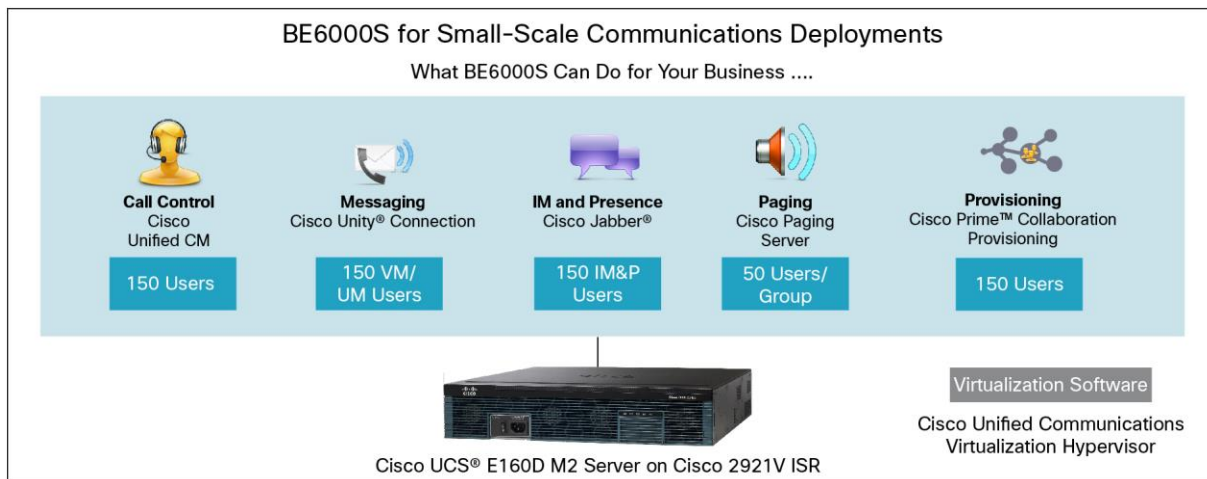 BE6000S for Small-Scale Communications Deployments
What BE6000S Can Do for Your Business ....
Call Control
Cisco
Unified CM
150 Users
Messaging
Cisco Unity® Connection
150 VM/
UM Users
IM and Presence
Cisco Jabber®
150 IM&P
Users
Paging
Cisco Paging
Server
50 Users/
Group
Provisioning
Cisco Prime™ Collaboration
Provisioning
150 Users
Virtualization Software
Cisco Unified Communications
Virtualization Hypervisor
Cisco UCS® E160D M2 Server on Cisco 2921V ISR